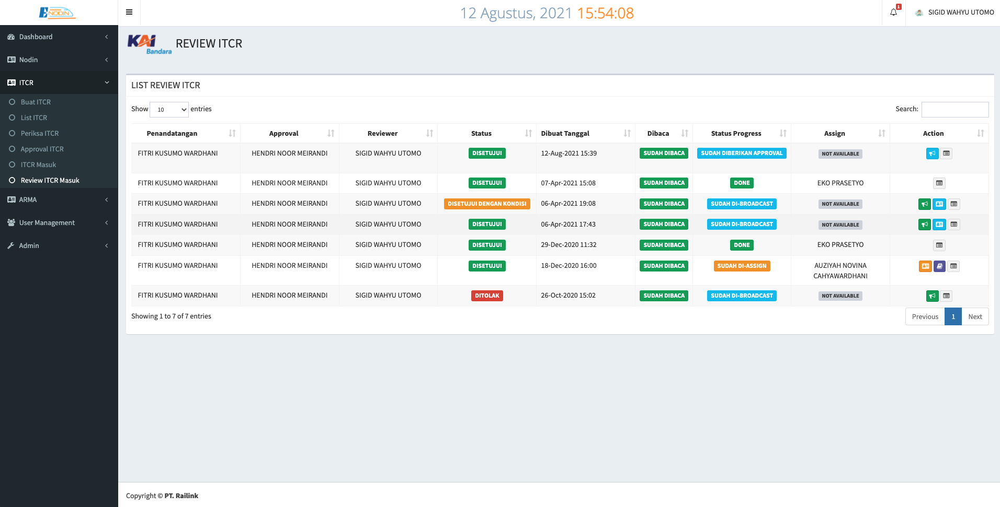 ENODIN
12 Agustus, 2021 15:54:08
1
SIGID WAHYU UTOMO
Dashboard
Nodin
ITCR
Buat ITCR
List ITCR
Periksa ITCR
Approval ITCR
ITCR Masuk
Review ITCR Masuk
ARMA
User Management
Admin
KAI Bandara
REVIEW ITCR
LIST REVIEW ITCR
Show 10 entries
Search:
Penandatangan Approval Reviewer Status Dibuat Tanggal Dibaca Status Progress Assign Action
FITRI KUSUMO WARDHANI HENDRI NOOR MEIRANDI SIGID WAHYU UTOMO DISETUJUI 12-Aug-2021 15:39 SUDAH DIBACA SUDAH DIBERIKAN APPROVAL NOT AVAILABLE
FITRI KUSUMO WARDHANI HENDRI NOOR MEIRANDI SIGID WAHYU UTOMO DISETUJUI 07-Apr-2021 15:08 SUDAH DIBACA DONE EKO PRASETYO
FITRI KUSUMO WARDHANI HENDRI NOOR MEIRANDI SIGID WAHYU UTOMO DISETUJUI DENGAN KONDISI 06-Apr-2021 19:08 SUDAH DIBACA SUDAH DI-BROADCAST NOT AVAILABLE
FITRI KUSUMO WARDHANI HENDRI NOOR MEIRANDI SIGID WAHYU UTOMO DISETUJUI 06-Apr-2021 17:43 SUDAH DIBACA SUDAH DI-BROADCAST NOT AVAILABLE
FITRI KUSUMO WARDHANI HENDRI NOOR MEIRANDI SIGID WAHYU UTOMO DISETUJUI 29-Dec-2020 11:32 SUDAH DIBACA DONE EKO PRASETYO
FITRI KUSUMO WARDHANI HENDRI NOOR MEIRANDI SIGID WAHYU UTOMO DISETUJUI 18-Dec-2020 16:00 SUDAH DIBACA SUDAH DI-ASSIGN AUZIYAH NOVINA
CAHYAWARDHANI
FITRI KUSUMO WARDHANI HENDRI NOOR MEIRANDI SIGID WAHYU UTOMO DITOLAK 26-Oct-2020 15:02 SUDAH DIBACA SUDAH DI-BROADCAST NOT AVAILABLE
Showing 1 to 7 of 7 entries
Previous 1 Next
Copyright © PT. Railink